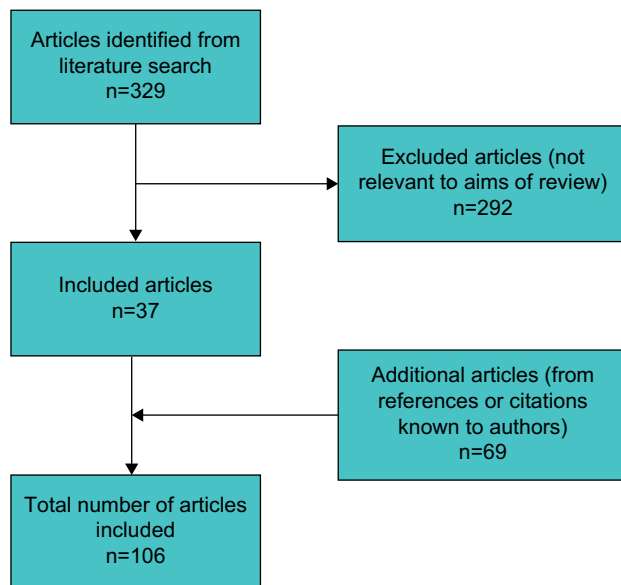 Articles identified from
literature search
n=329
Excluded articles (not
relevant to aims of review)
n=292
Included articles
n=37
Additional articles (from
references or citations
known to authors)
n=69
Total number of articles
included
n=106